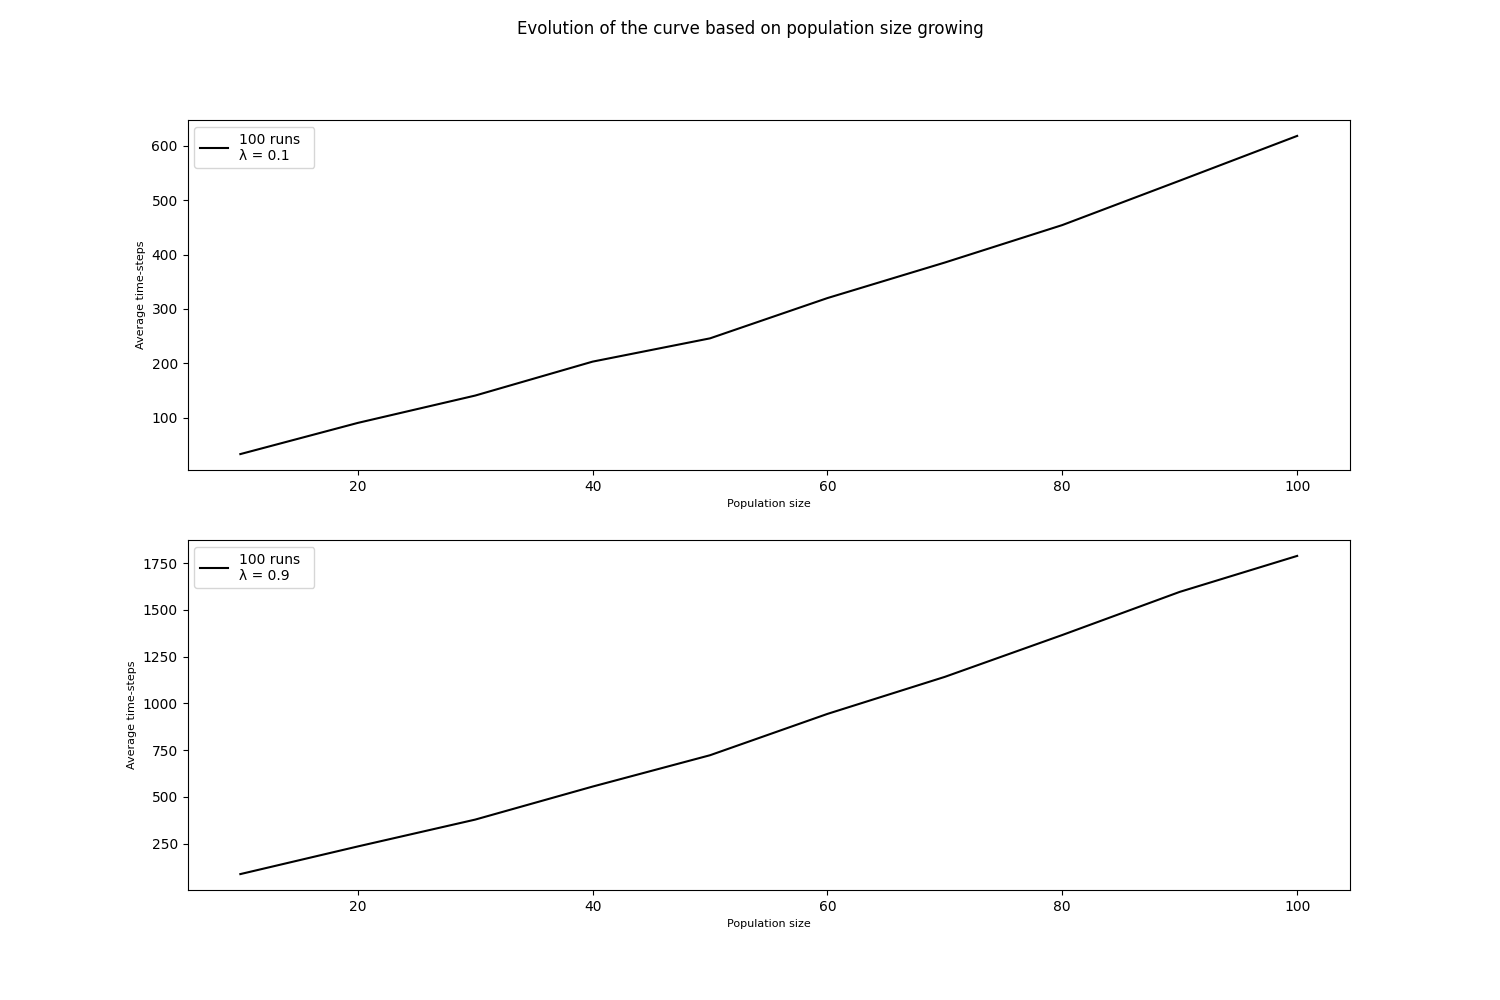 Evolution of the curve based on population size growing
100 runs
λ = 0.1
600
500
400
300
200
100
Average time-steps
20 40 60 80 100
Population size
100 runs
λ = 0.9
1750
1500
1250
1000
750
500
250
Average time-steps
20 40 60 80 100
Population size